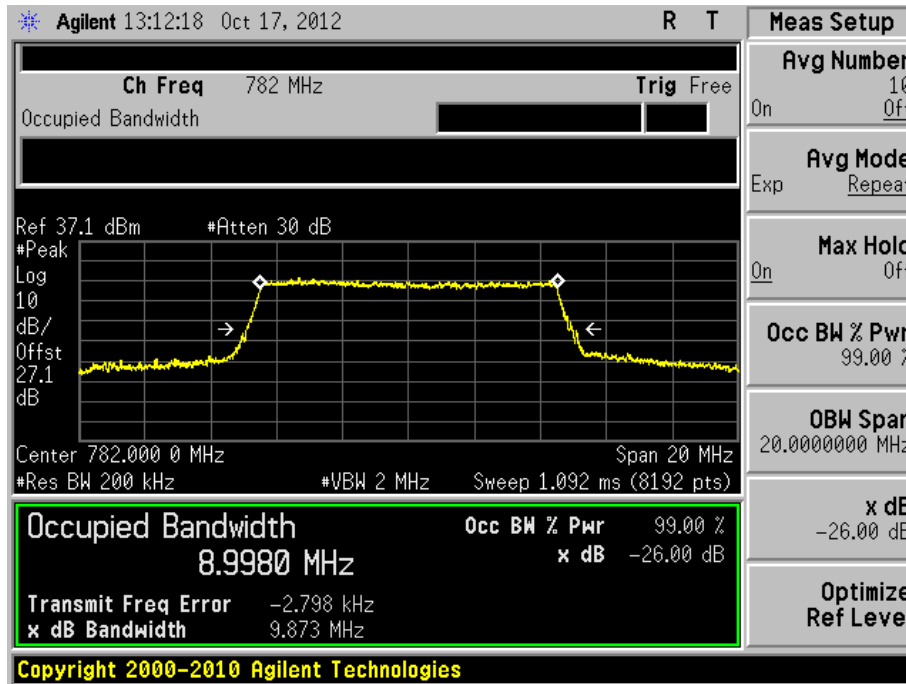 Agilent 13:12:18 Oct 17, 2012 R T
Meas Setup
Ch Freq 782 MHz Trig Free
Occupied Bandwidth
Ref 37.1 dBm #Atten 30 dB
#Peak
Log
10
dB/
Offst
27.1
dB
Center 782.000 0 MHz Span 20 MHz
#Res BW 200 kHz #VBW 2 MHz Sweep 1.092 ms (8192 pts)
Occupied Bandwidth Occ BW % Pwr 99.00 %
8.9980 MHz x dB -26.00 dB
Transmit Freq Error -2.798 kHz
x dB Bandwidth 9.873 MHz
Copyright 2000-2010 Agilent Technologies
Avg Number
10
On Off
Avg Mode
Exp Repeat
Max Hold
On Off
Occ BW % Pwr
99.00 %
OBW Span
20.0000000 MHz
x dB
-26.00 dB
Optimize
Ref Level